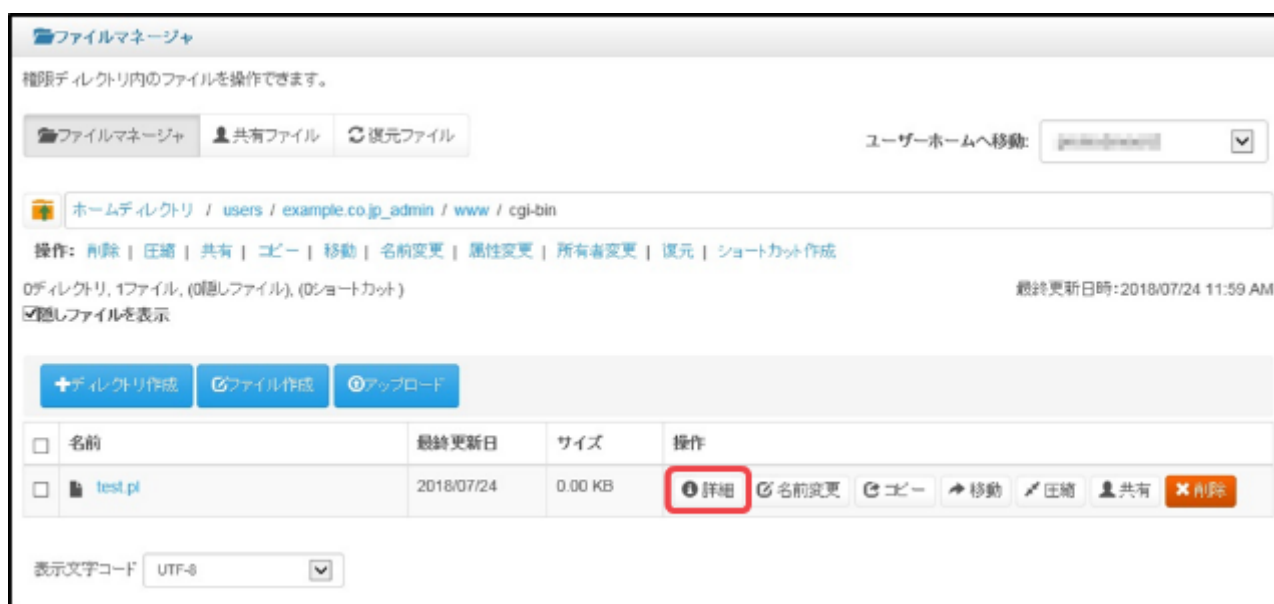 ファイルマネージャ
権限ディレクトリ内のファイルを操作できます。
ファイルマネージャ 共有ファイル 復元ファイル
ユーザーホームへ移動:
ホームディレクトリ / users / example.co.jp_admin / www / cgi-bin
操作: 削除 | 圧縮 | 共有 | コピー | 移動 | 名前変更 | 属性変更 | 所有者変更 | 復元 | ショートカット作成
0ディレクトリ, 1ファイル, (0隠しファイル), (0ショートカット) 最終更新日時:2018/07/24 11:59 AM
隠しファイルを表示
ディレクトリ作成 ファイル作成 アップロード
名前 最終更新日 サイズ 操作
test.pl 2018/07/24 0.00 KB 詳細 名前変更 コピー 移動 圧縮 共有 削除
表示文字コード UTF-8